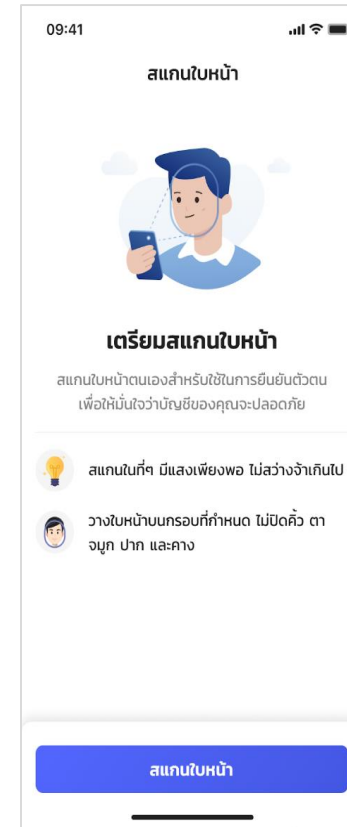 09:41
สแกนใบหน้า
เตรียมสแกนใบหน้า
สแกนใบหน้าตนเองสำหรับใช้ในการยืนยันตัวตน
เพื่อให้มั่นใจว่าบัญชีของคุณจะปลอดภัย
สแกนในที่ๆ มีแสงเพียงพอ ไม่สว่างจ้าเกินไป
วางใบหน้าบนกรอบที่กำหนด ไม่ปิดคิ้ว ตา
จมูก ปาก และคาง
สแกนใบหน้า